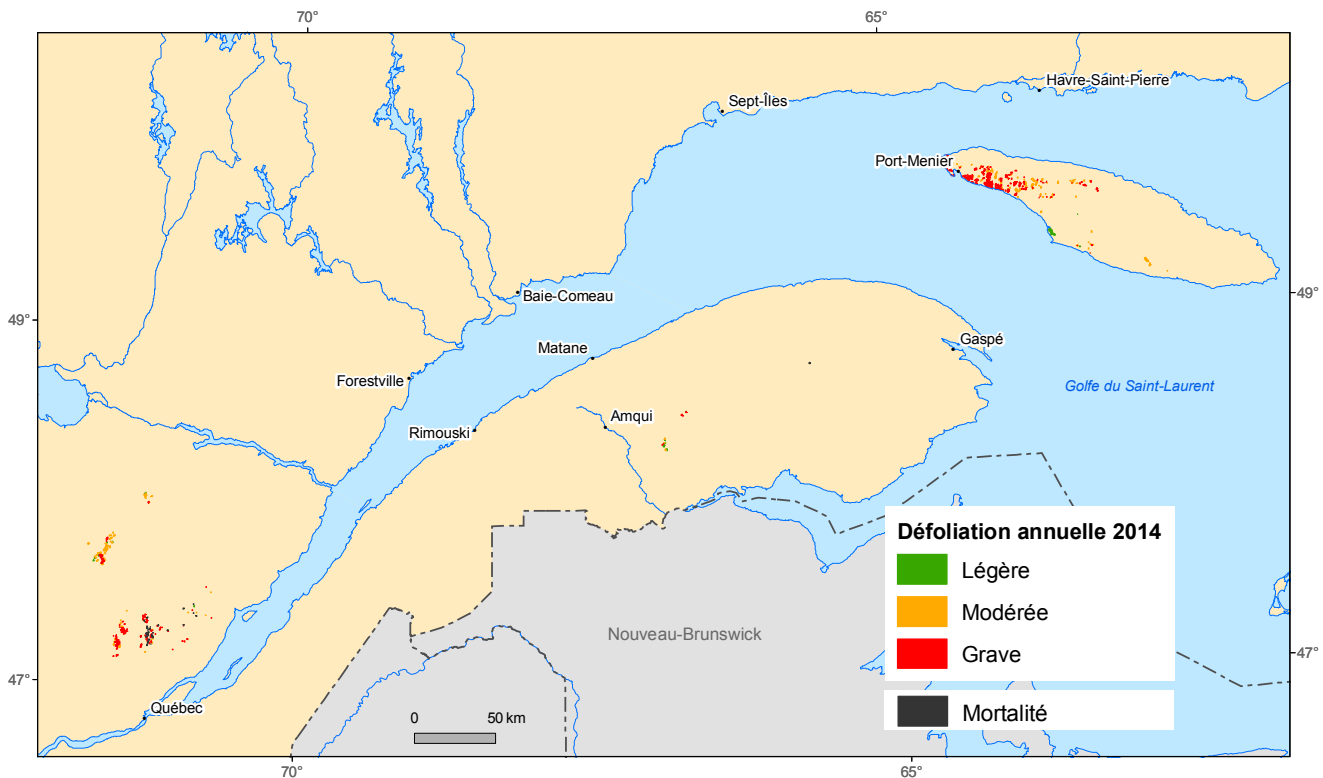 70°
65°
Havre-Saint-Pierre
Sept-Îles
Port-Menier
Baie-Comeau
49°
49°
Matane
Gaspé
Forestville
Golfe du Saint-Laurent
Amqui
Rimouski
Défoliation annuelle 2014
Légère
Modérée
Grave
Mortalité
Nouveau-Brunswick
47°
47°
Québec
0 50 km
70°
65°